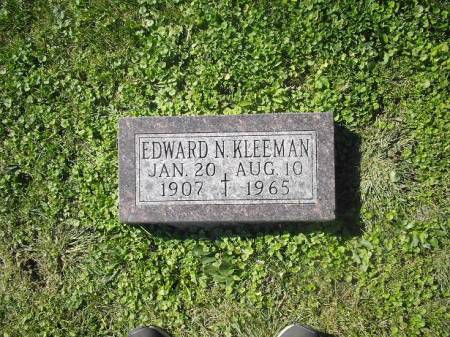 EDWARD N. KLEEMAN
JAN. 20 AUG. 10
1907 1965